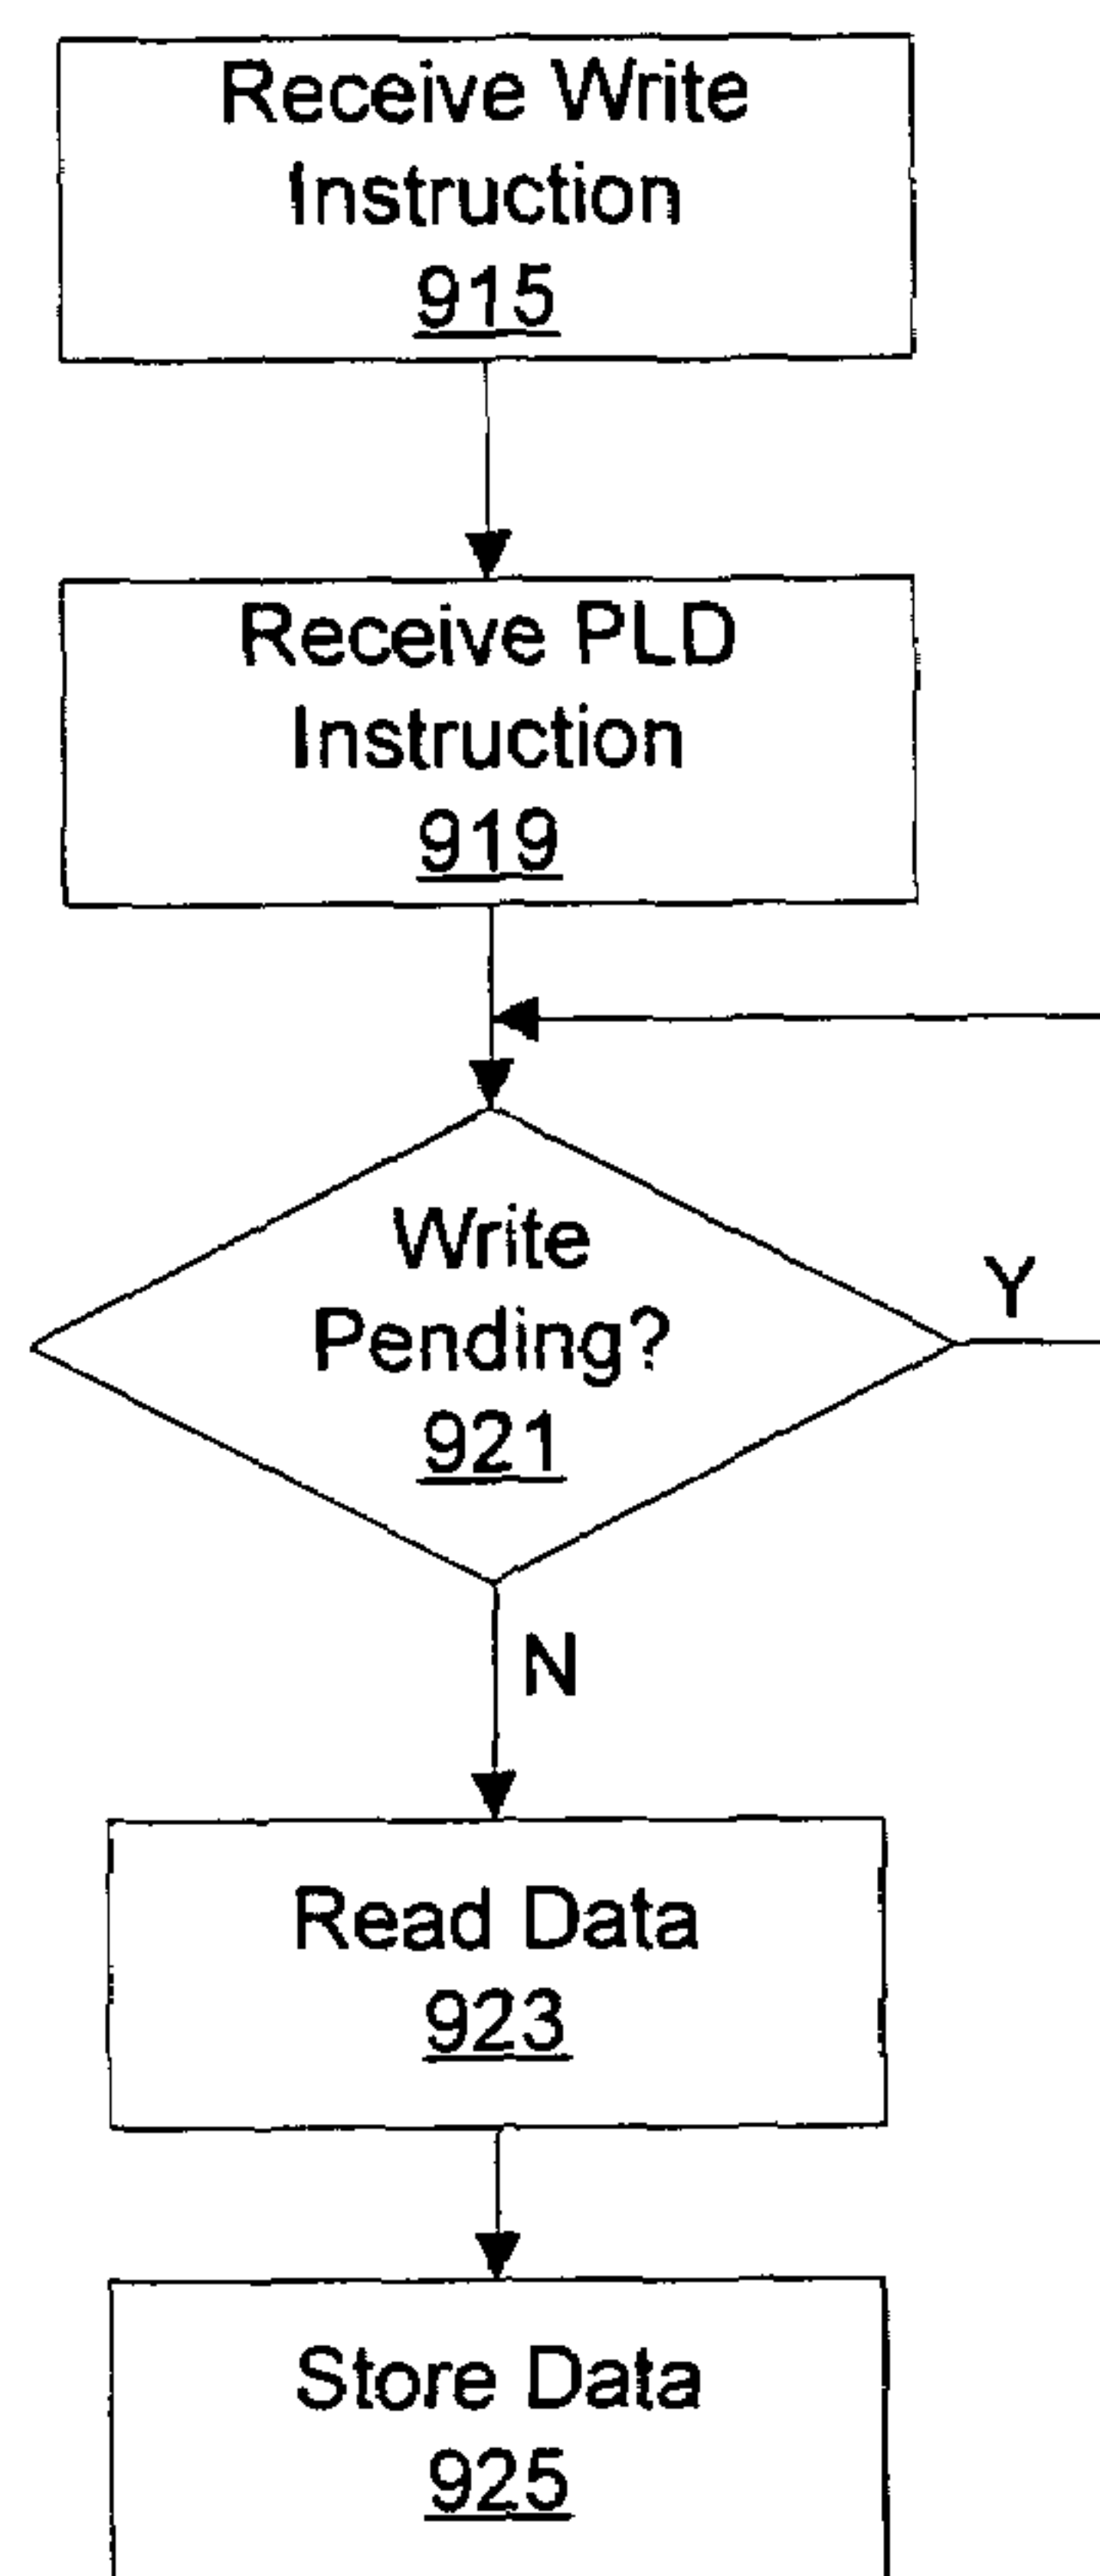 Receive Write
Instruction
915
Receive PLD
Instruction
919
Write
Pending?
921
Y
N
Read Data
923
Store Data
925